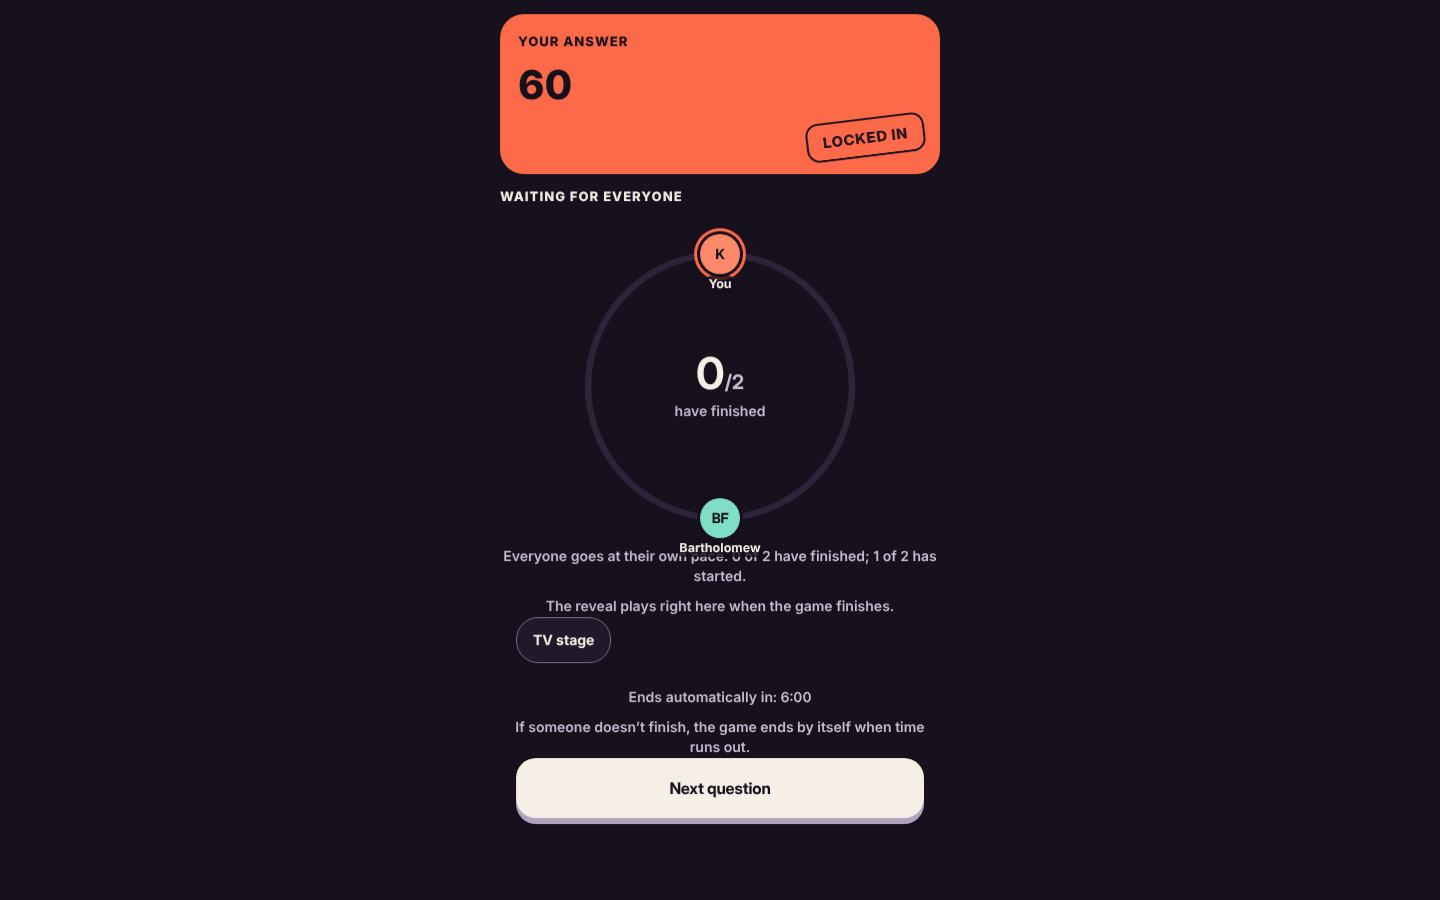 YOUR ANSWER
60
LOCKED IN
WAITING FOR EVERYONE
K
You
0/2
have finished
BF
Bartholomew
Everyone goes at their own pace. 0 of 2 have finished; 1 of 2 has
started.
The reveal plays right here when the game finishes.
TV stage
Ends automatically in: 6:00
If someone doesn’t finish, the game ends by itself when time
runs out.
Next question